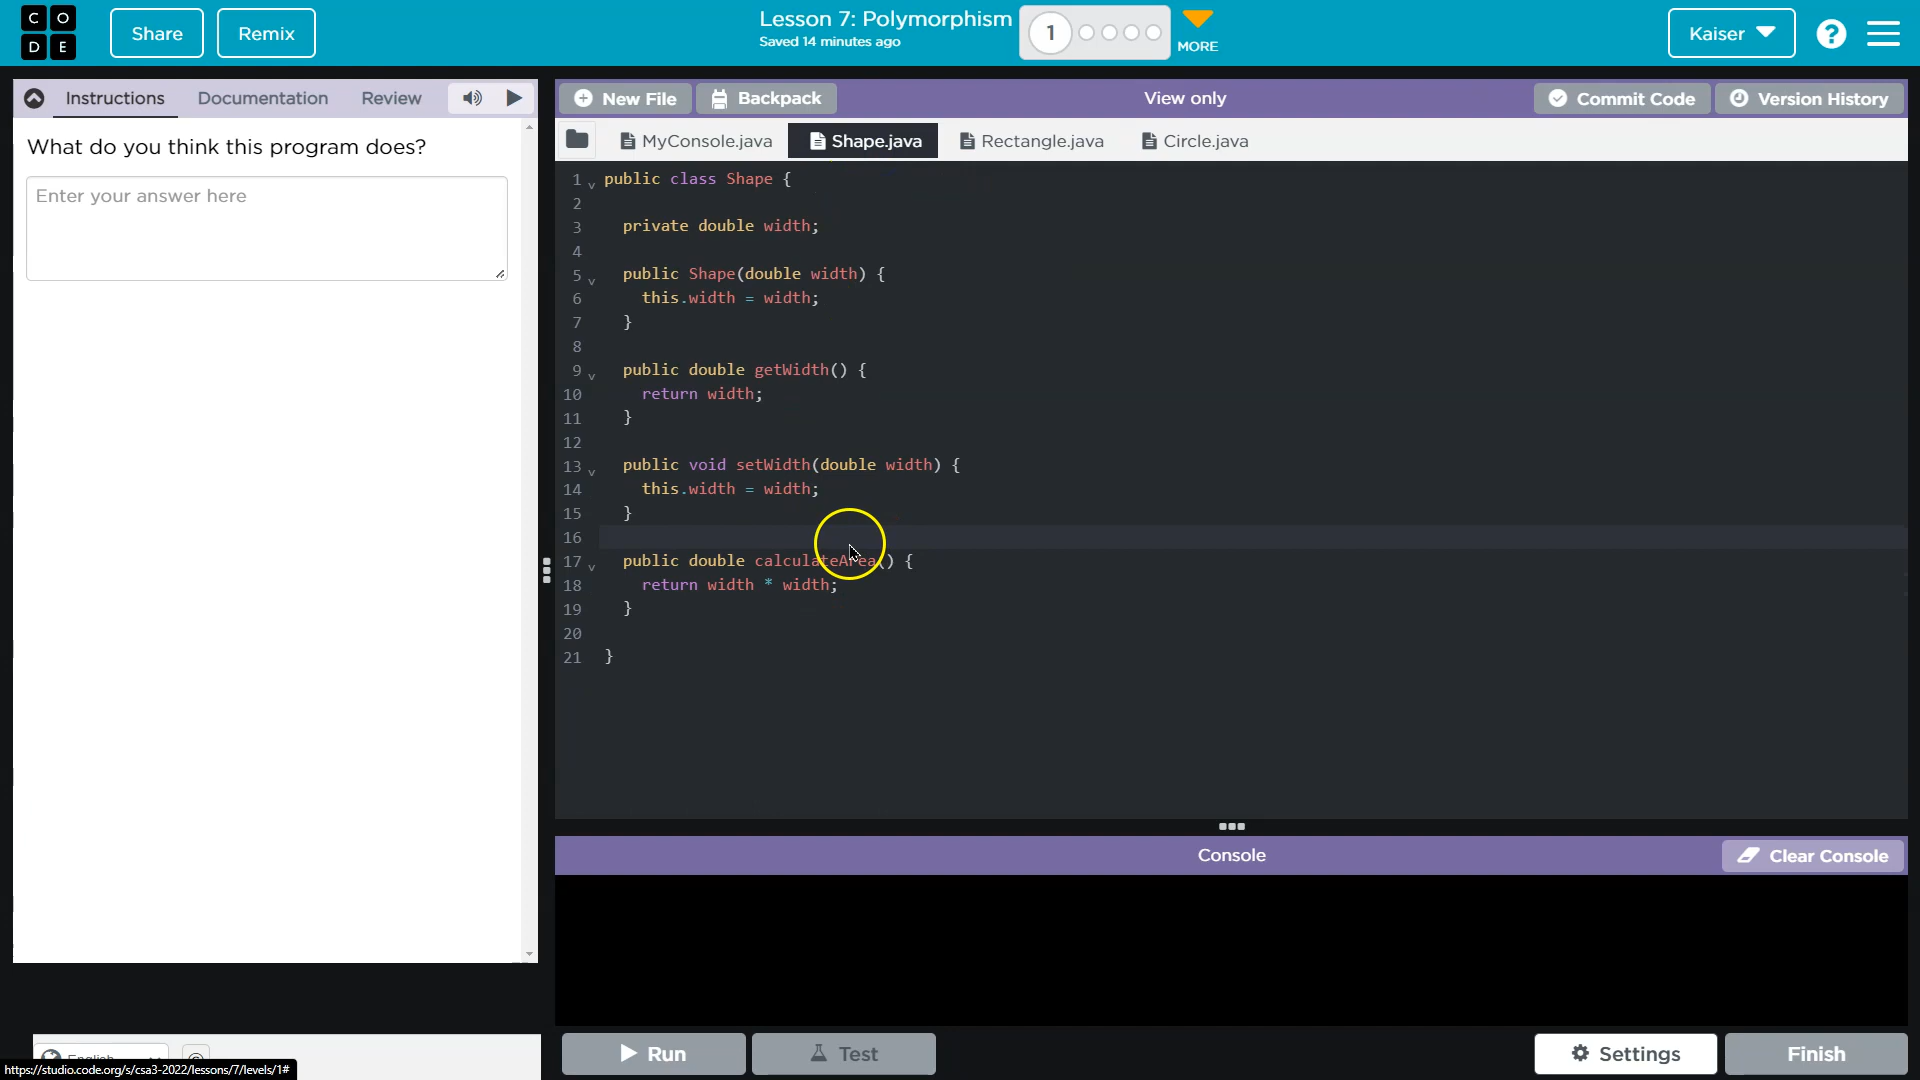 C O
D E
Share
Remix
Lesson 7: Polymorphism
Saved 14 minutes ago
1
MORE
Kaiser
?
Instructions
Documentation
Review
New File
Backpack
View only
Commit Code
Version History
What do you think this program does?
Enter your answer here
MyConsole.java
Shape.java
Rectangle.java
Circle.java
1 public class Shape {
2
3 private double width;
4
5 public Shape(double width) {
6 this.width = width;
7 }
8
9 public double getWidth() {
10 return width;
11 }
12
13 public void setWidth(double width) {
14 this.width = width;
15 }
16
17 public double calculateArea() {
18 return width * width;
19 }
20
21 }
Console
Clear Console
English
Run
Test
Settings
Finish
https://studio.code.org/s/csa3-2022/lessons/7/levels/1#